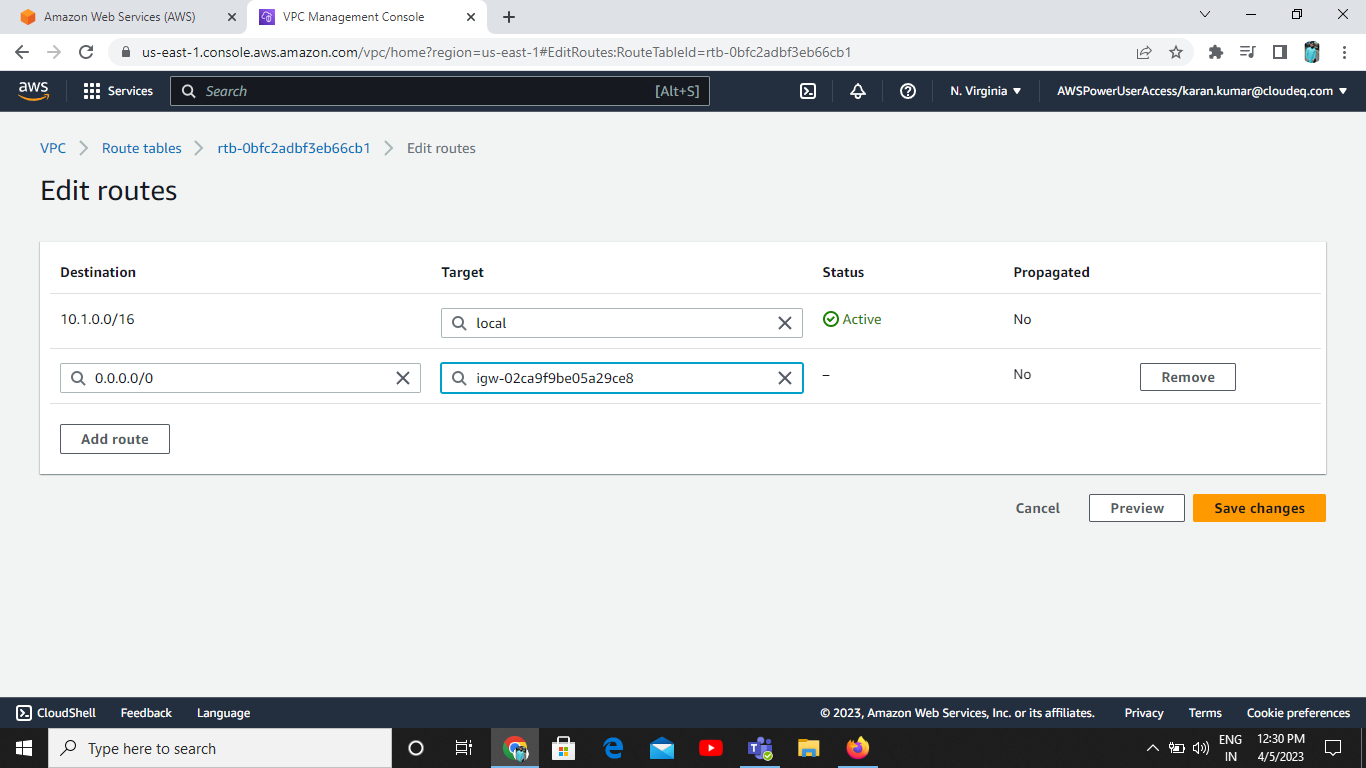 Amazon Web Services (AWS)
VPC Management Console
us-east-1.console.aws.amazon.com/vpc/home?region=us-east-1#EditRoutes:RouteTableId=rtb-0bfc2adbf3eb66cb1
aws Services Search [Alt+S] N. Virginia AWSPowerUserAccess/karan.kumar@cloudeq.com
VPC Route tables rtb-0bfc2adbf3eb66cb1 Edit routes
Edit routes
Destination Target Status Propagated
10.1.0.0/16 local Active No
0.0.0.0/0 igw-02ca9f9be05a29ce8 – No Remove
Add route
Cancel Preview Save changes
CloudShell Feedback Language © 2023, Amazon Web Services, Inc. or its affiliates. Privacy Terms Cookie preferences
Type here to search
ENG
IN
12:30 PM
4/5/2023